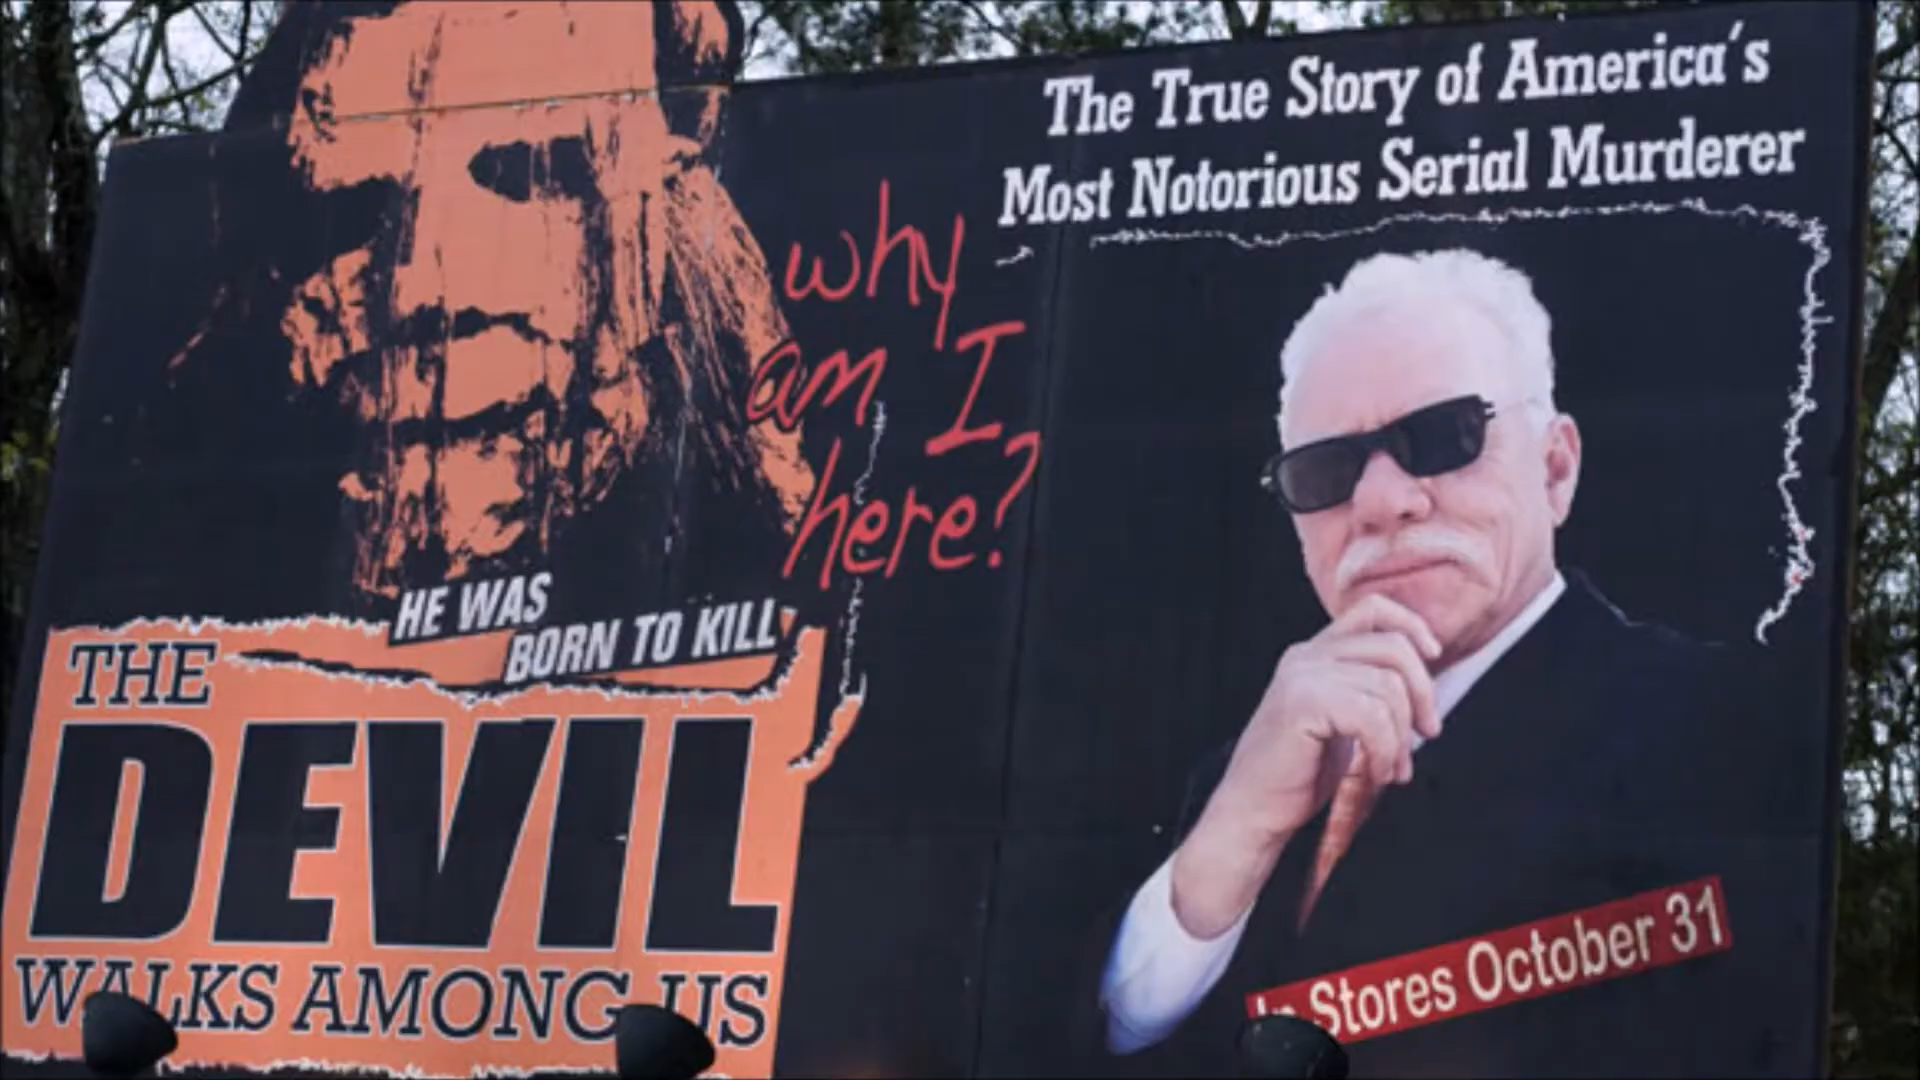 The True Story of America's
Most Notorious Serial Murderer
why
am I
here?
HE WAS
BORN TO KILL
THE
DEVIL
WALKS AMONG US
In Stores October 31